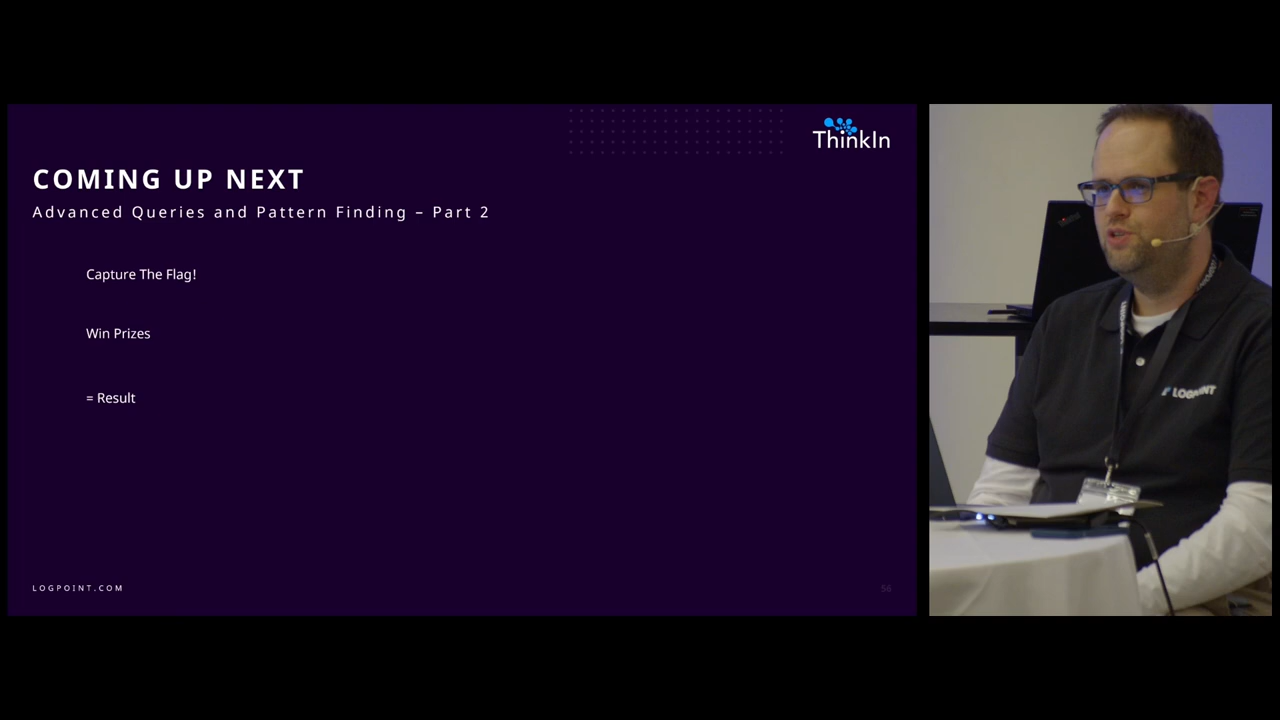 ThinkIn
COMING UP NEXT
Advanced Queries and Pattern Finding – Part 2
Capture The Flag!
Win Prizes
= Result
LOGPOINT.COM
56
LOGPOINT